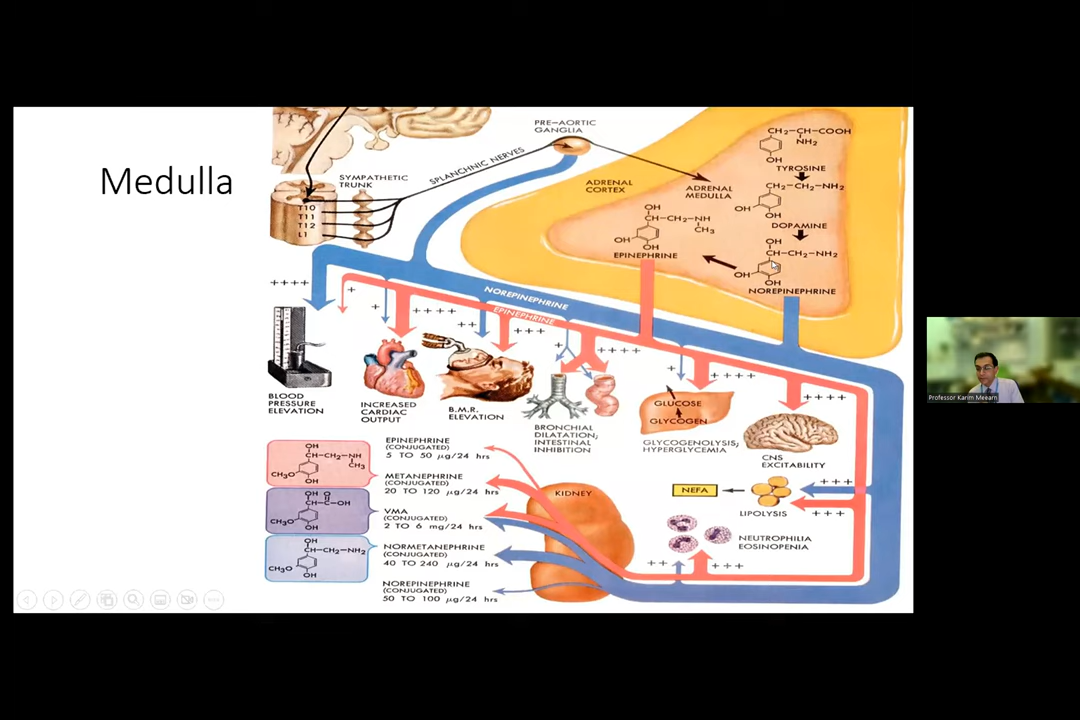 Medulla
PRE-AORTIC
GANGLIA
SPLANCHNIC NERVES
SYMPATHETIC
TRUNK
T10
T11
T12
L1
ADRENAL
CORTEX
ADRENAL
MEDULLA
CH₂—CH—COOH
NH₂
OH
TYROSINE
CH₂—CH₂—NH₂
OH
OH
DOPAMINE
OH
CH—CH₂—NH₂
OH
OH
NOREPINEPHRINE
OH
CH—CH₂—NH
CH₃
OH
OH
EPINEPHRINE
NOREPINEPHRINE
EPINEPHRINE
++++
+
+
++++
++
+++
+
++++
+
++++
++++
BLOOD
PRESSURE
ELEVATION
INCREASED
CARDIAC
OUTPUT
B.M.R.
ELEVATION
BRONCHIAL
DILATATION;
INTESTINAL
INHIBITION
GLUCOSE
GLYCOGEN
GLYCOGENOLYSIS;
HYPERGLYCEMIA
CNS
EXCITABILITY
NEFA
LIPOLYSIS
+++
+++
NEUTROPHILIA
EOSINOPENIA
++
+++
KIDNEY
OH
CH—CH₂—NH
CH₃
CH₃O
OH
EPINEPHRINE
(CONJUGATED)
5 TO 50 µg/24 hrs
METANEPHRINE
(CONJUGATED)
20 TO 120 µg/24 hrs
OH O
CH—C—OH
CH₃O
OH
VMA
(CONJUGATED)
2 TO 6 mg/24 hrs
OH
CH—CH₂—NH₂
CH₃O
OH
NORMETANEPHRINE
(CONJUGATED)
40 TO 240 µg/24 hrs
NOREPINEPHRINE
(CONJUGATED)
50 TO 100 µg/24 hrs
Professor Karim Meeran